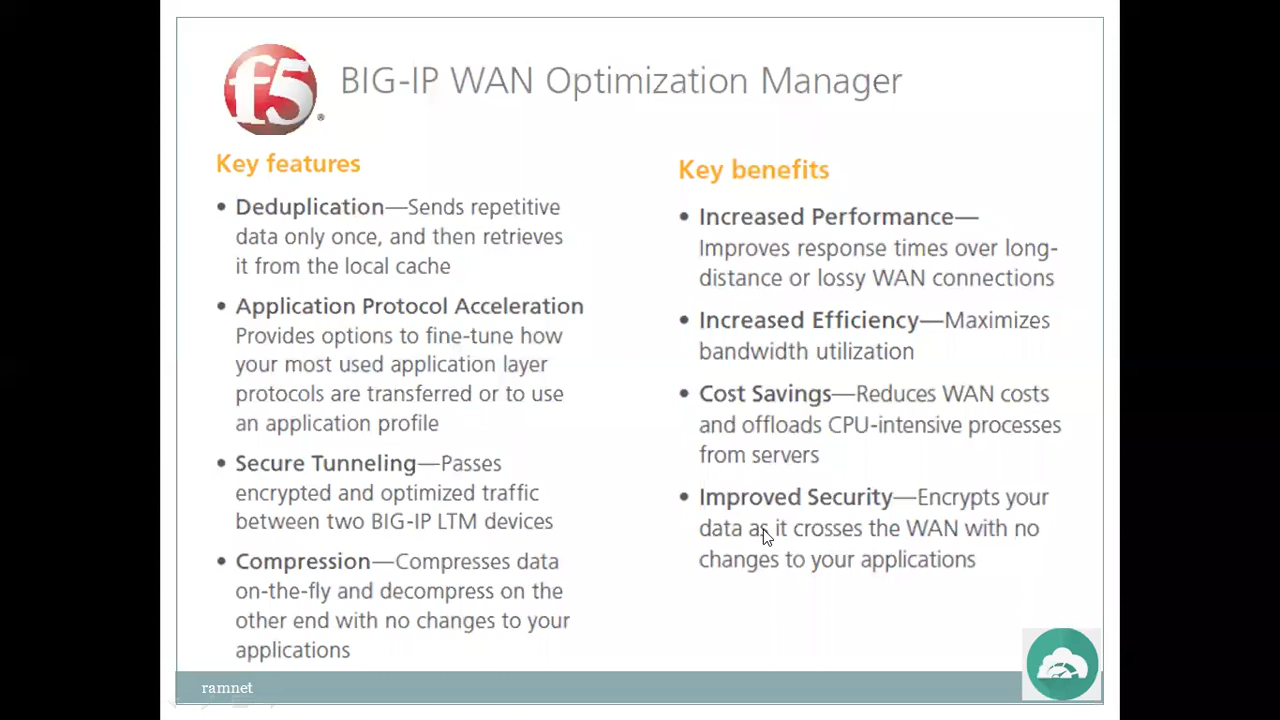 f5
BIG-IP WAN Optimization Manager
Key features
• Deduplication—Sends repetitive
data only once, and then retrieves
it from the local cache
• Application Protocol Acceleration
Provides options to fine-tune how
your most used application layer
protocols are transferred or to use
an application profile
• Secure Tunneling—Passes
encrypted and optimized traffic
between two BIG-IP LTM devices
• Compression—Compresses data
on-the-fly and decompress on the
other end with no changes to your
applications
Key benefits
• Increased Performance—
Improves response times over long-
distance or lossy WAN connections
• Increased Efficiency—Maximizes
bandwidth utilization
• Cost Savings—Reduces WAN costs
and offloads CPU-intensive processes
from servers
• Improved Security—Encrypts your
data as it crosses the WAN with no
changes to your applications
ramnet